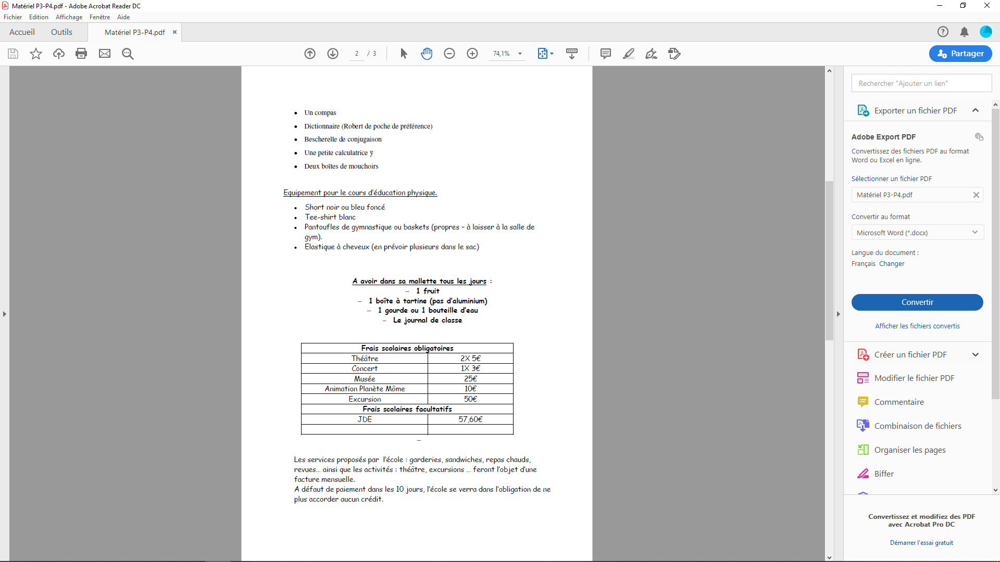 Matériel P3-P4.pdf - Adobe Acrobat Reader DC
Fichier Edition Affichage Fenêtre Aide
Accueil Outils Matériel P3-P4.pdf ×
2 / 3 74,1% Partager
• Un compas
• Dictionnaire (Robert de poche de préférence)
• Bescherelle de conjugaison
• Une petite calculatrice ÿ
• Deux boîtes de mouchoirs
Equipement pour le cours d'éducation physique.
• Short noir ou bleu foncé
• Tee-shirt blanc
• Pantoufles de gymnastique ou baskets (propres – à laisser à la salle de
gym).
• Elastique à cheveux (en prévoir plusieurs dans le sac)
A avoir dans sa mallette tous les jours :
– 1 fruit
– 1 boîte à tartine (pas d'aluminium)
– 1 gourde ou 1 bouteille d'eau
– Le journal de classe
Frais scolaires obligatoires
Théâtre 2X 5€
Concert 1X 3€
Musée 25€
Animation Planète Môme 10€
Excursion 50€
Frais scolaires facultatifs
JDE 57,60€
–
Les services proposés par l'école : garderies, sandwiches, repas chauds,
revues... ainsi que les activités : théâtre, excursions ... feront l'objet d'une
facture mensuelle.
A défaut de paiement dans les 10 jours, l'école se verra dans l'obligation de ne
plus accorder aucun crédit.
Rechercher "Ajouter un lien"
Exporter un fichier PDF
Adobe Export PDF
Convertissez des fichiers PDF au format
Word ou Excel en ligne.
Sélectionner un fichier PDF
Matériel P3-P4.pdf
Convertir au format
Microsoft Word (*.docx)
Langue du document :
Français Changer
Convertir
Afficher les fichiers convertis
Créer un fichier PDF
Modifier le fichier PDF
Commentaire
Combinaison de fichiers
Organiser les pages
Biffer
Convertissez et modifiez des PDF
avec Acrobat Pro DC
Démarrer l'essai gratuit